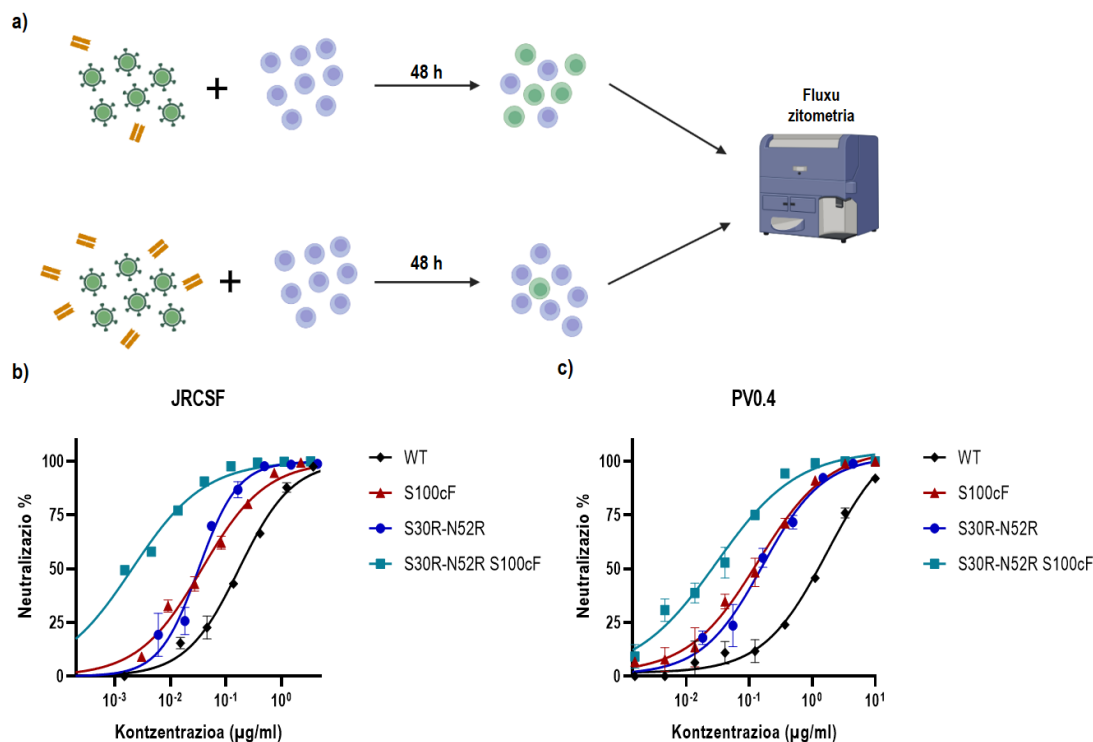 a)
48 h
Fluxu
zitometria
48 h
b)
JRCSF
Neutralizazio %
100
75
50
25
0
10⁻³
10⁻²
10⁻¹
10⁰
Kontzentrazioa (µg/ml)
WT
S100cF
S30R-N52R
S30R-N52R S100cF
c)
PV0.4
Neutralizazio %
100
75
50
25
0
10⁻²
10⁻¹
10⁰
10¹
Kontzentrazioa (µg/ml)
WT
S100cF
S30R-N52R
S30R-N52R S100cF